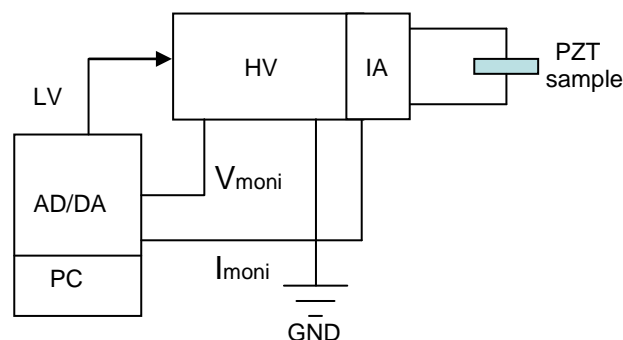 HV
IA
PZT
sample
LV
Vmoni
AD/DA
Imoni
PC
GND